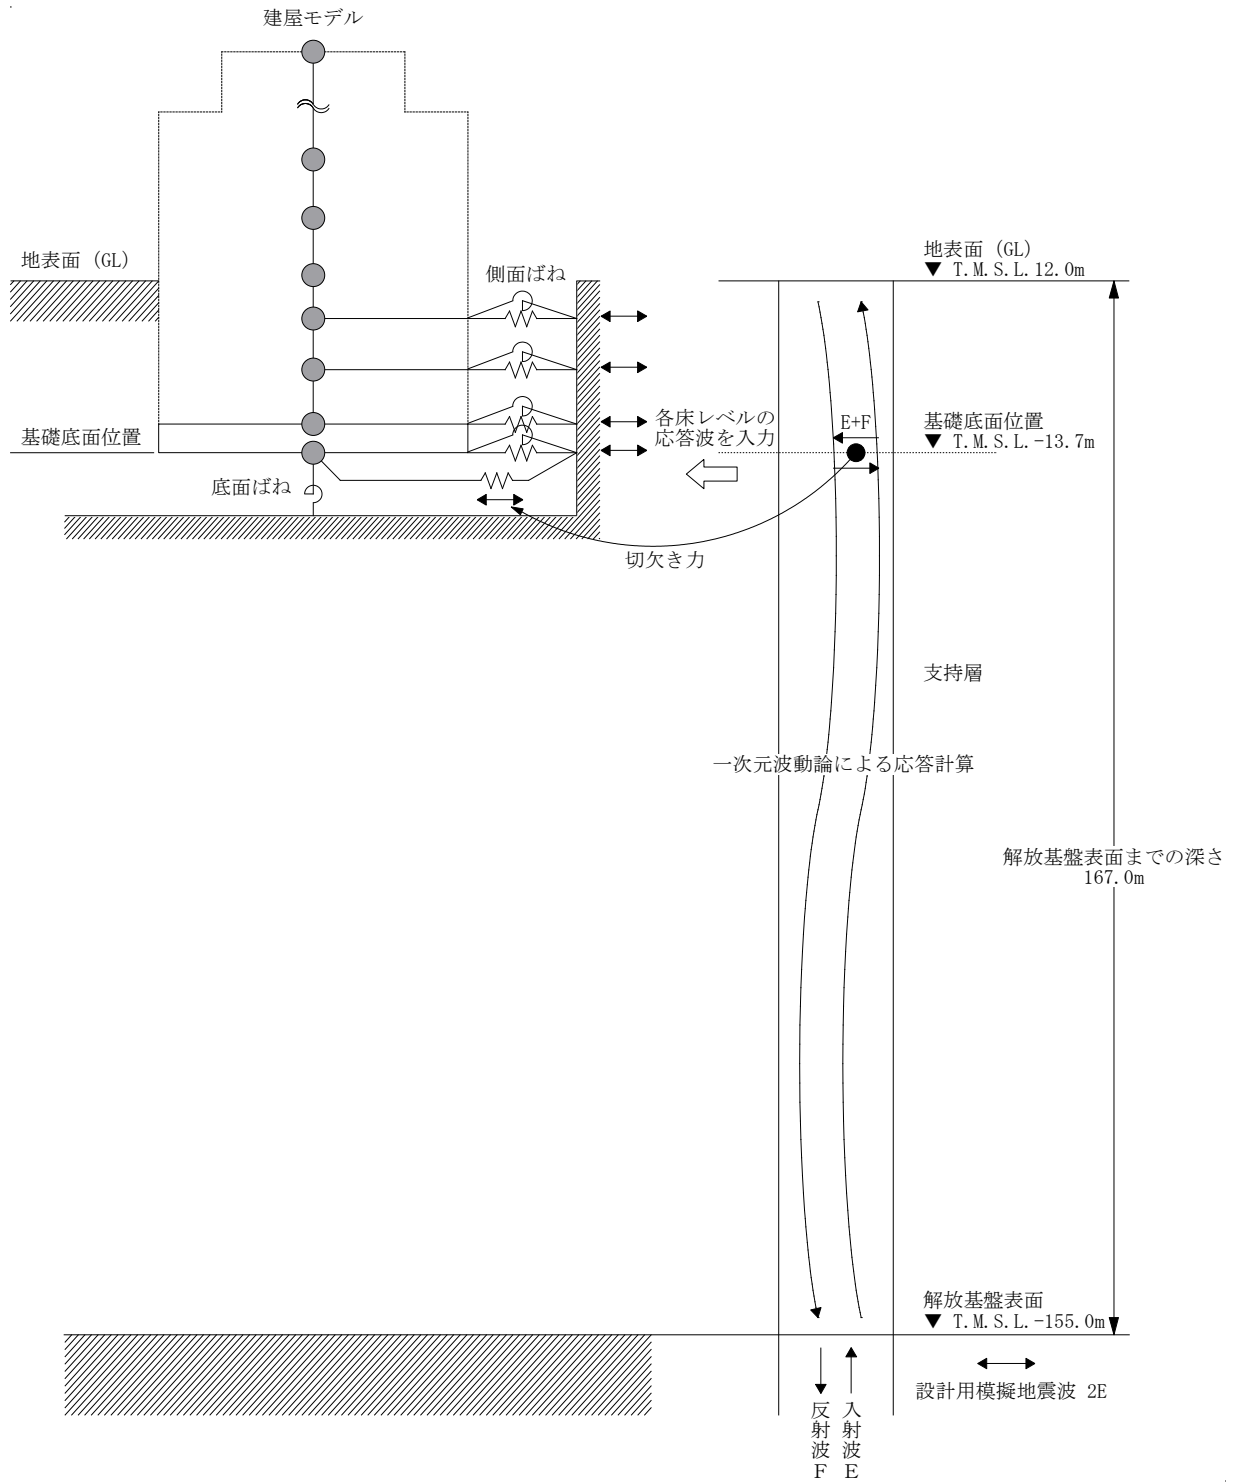 建屋モデル
地表面 (GL)
側面ばね
地表面 (GL)
▼ T.M.S.L.12.0m
各床レベルの
応答波を入力
E+F
基礎底面位置
▼ T.M.S.L.-13.7m
基礎底面位置
底面ばね
切欠き力
支持層
一次元波動論による応答計算
解放基盤表面までの深さ
167.0m
解放基盤表面
▼ T.M.S.L.-155.0m
設計用模擬地震波 2E
反射波F
入射波E